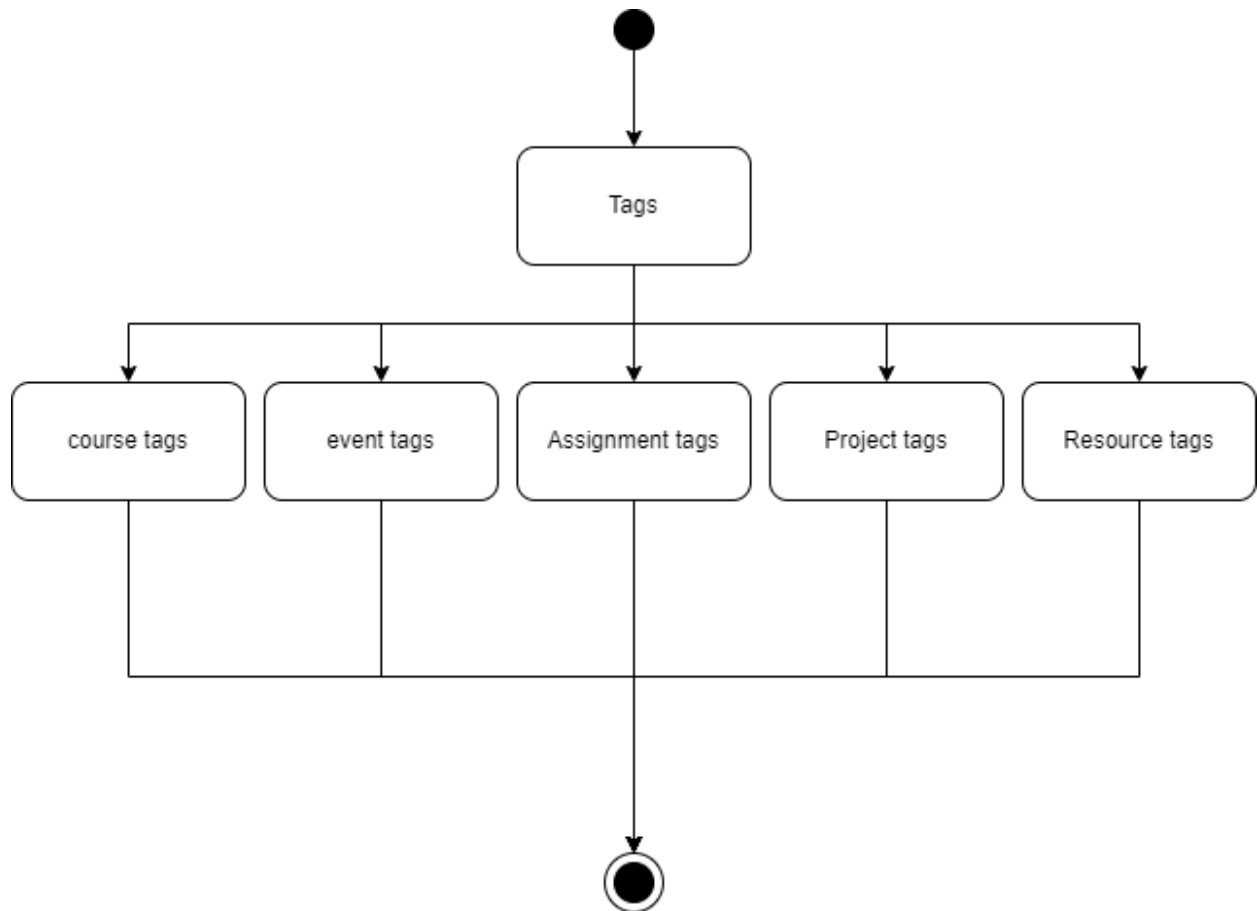 Tags
course tags
event tags
Assignment tags
Project tags
Resource tags